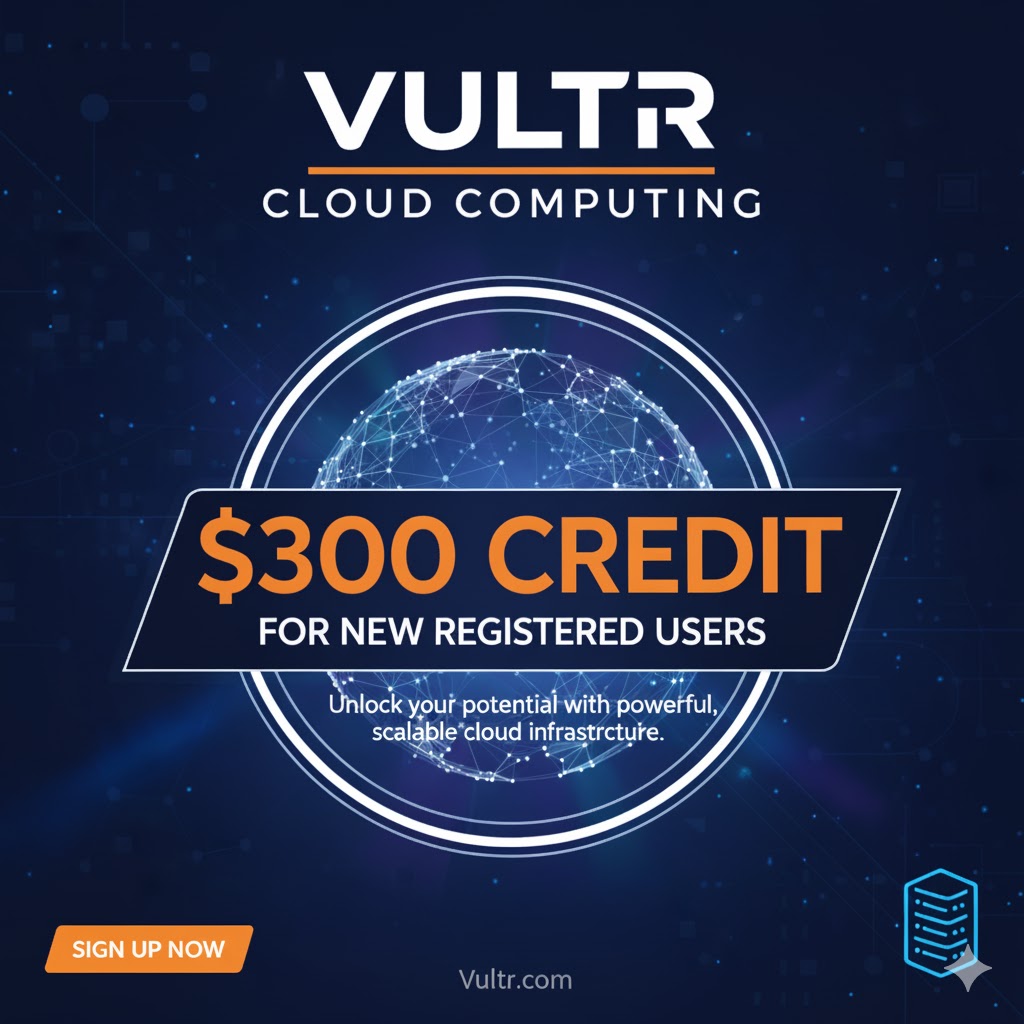 VULTR
CLOUD COMPUTING
$300 CREDIT
FOR NEW REGISTERED USERS
Unlock your potential with powerful,
scalable cloud infrastrcture.
SIGN UP NOW
Vultr.com